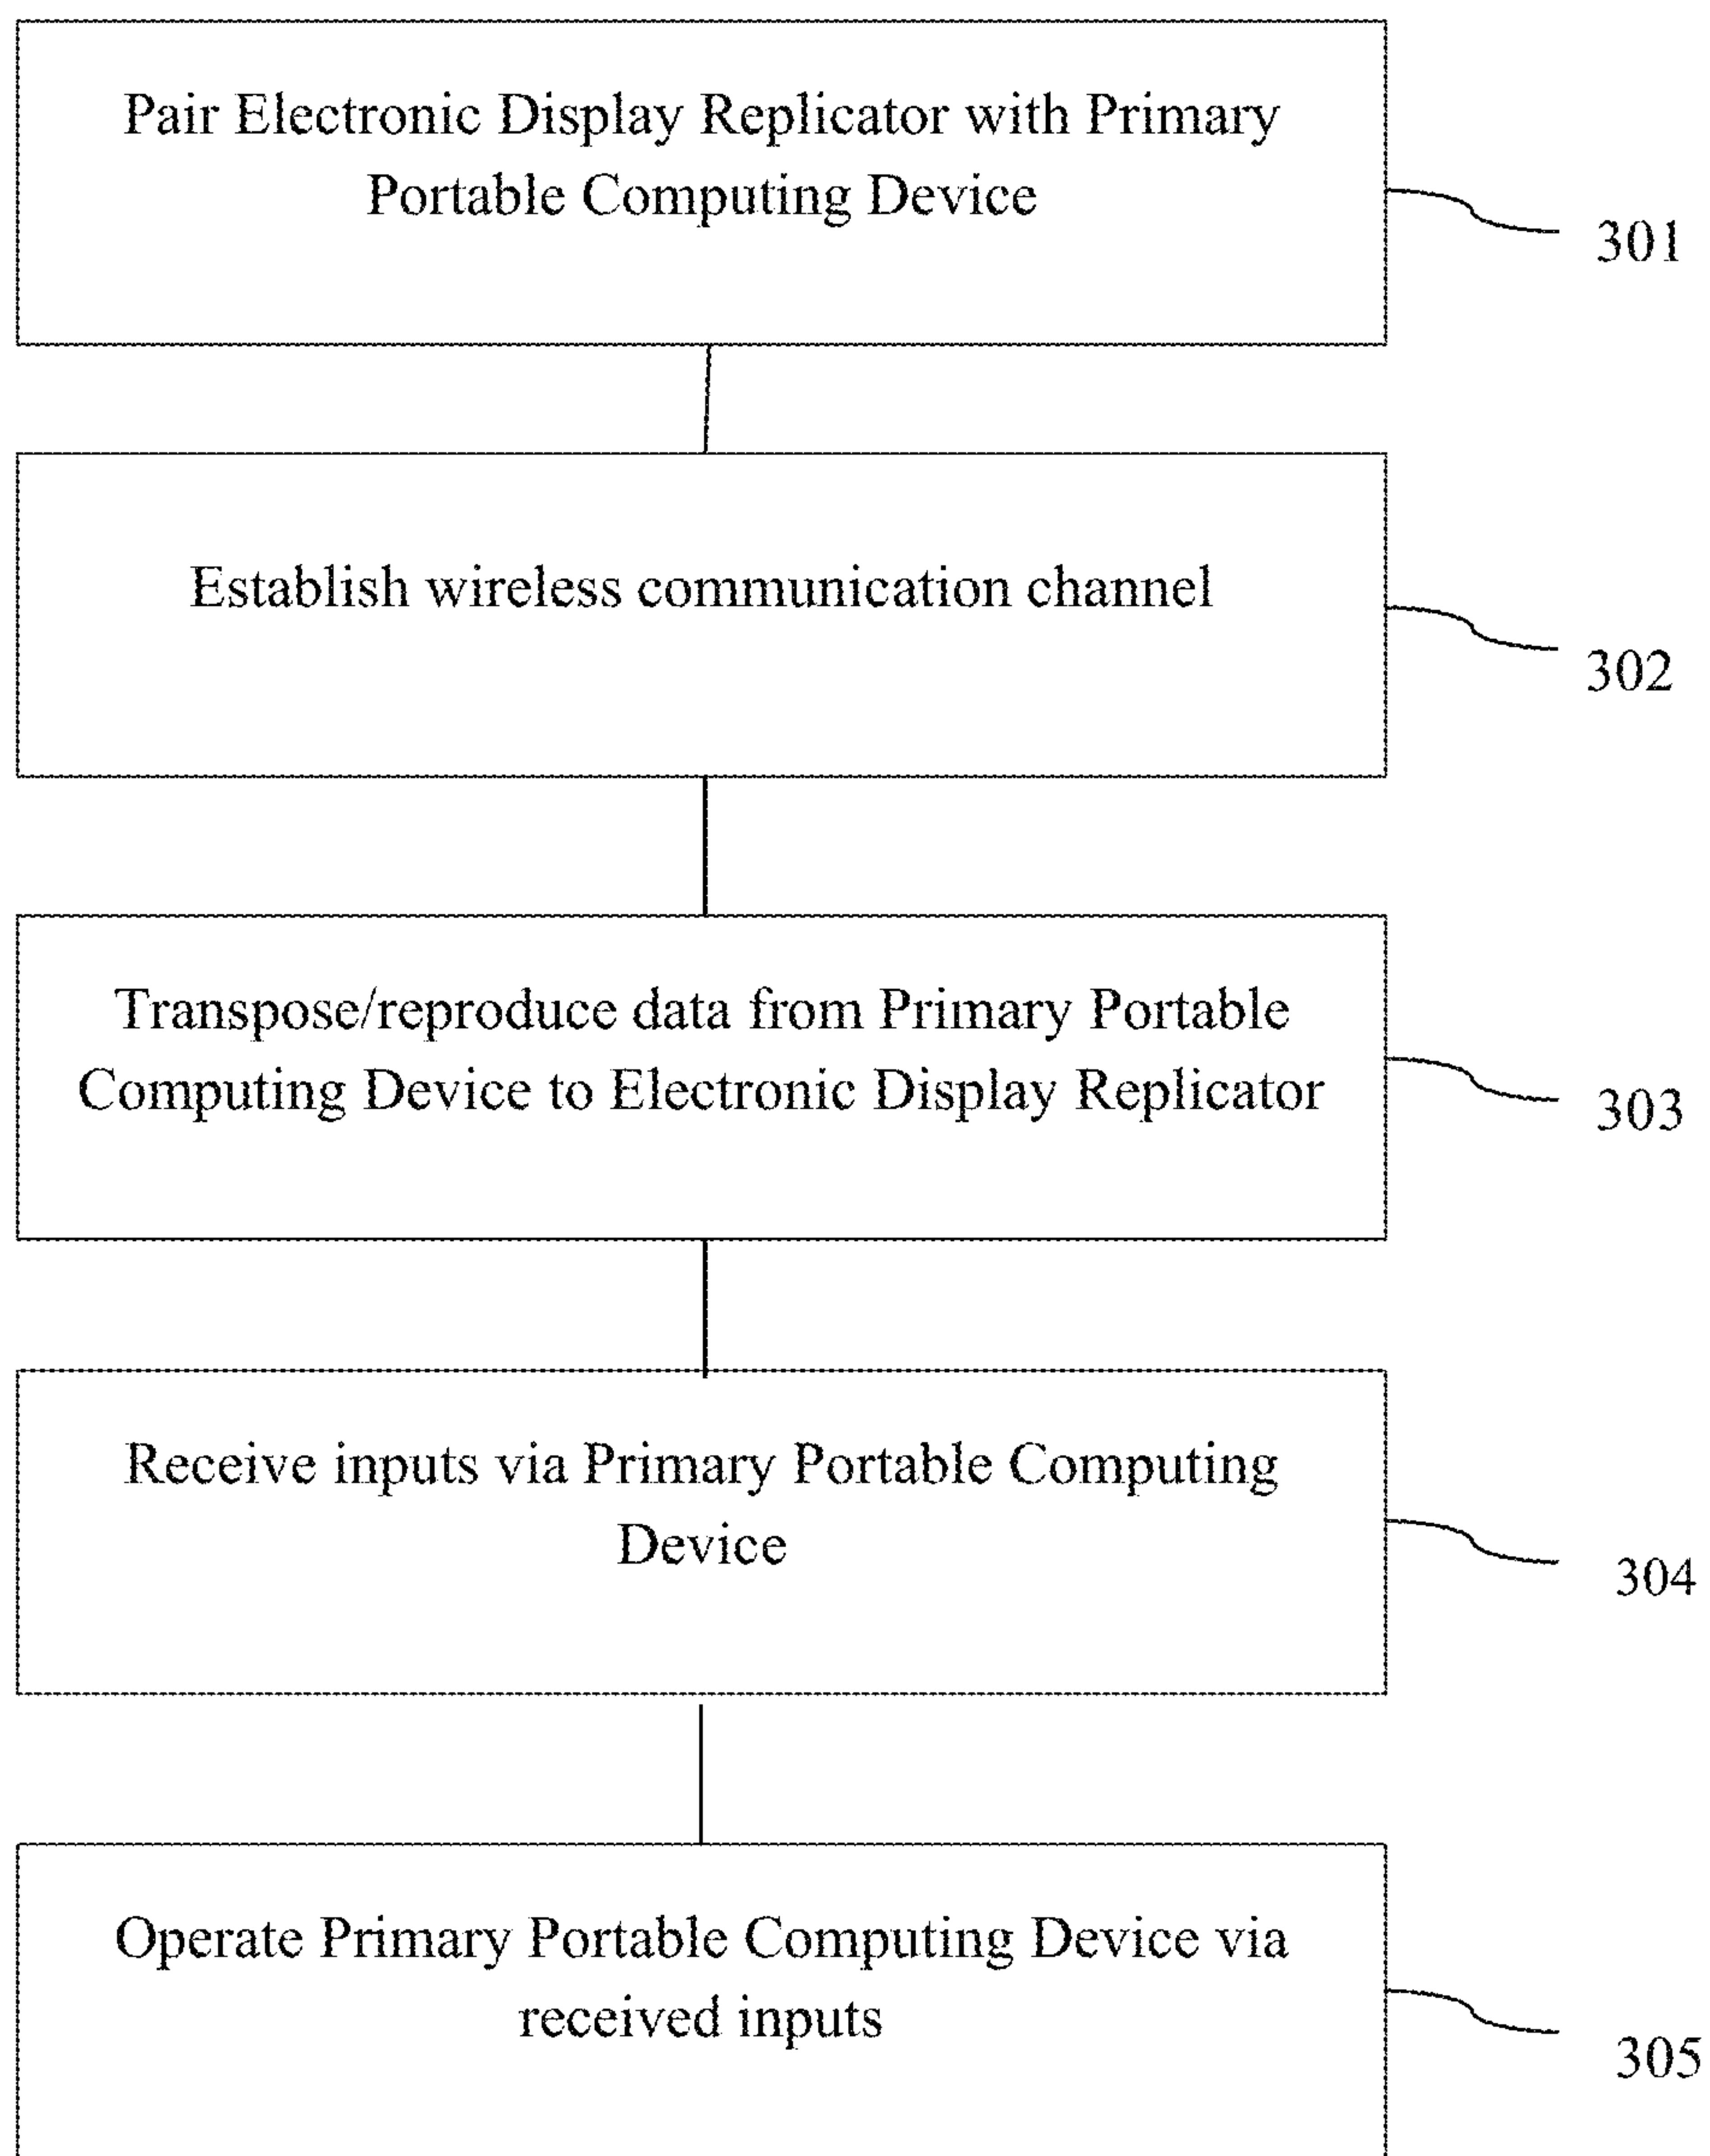 Pair Electronic Display Replicator with Primary
Portable Computing Device
301
Establish wireless communication channel
302
Transpose/reproduce data from Primary Portable
Computing Device to Electronic Display Replicator
303
Receive inputs via Primary Portable Computing
Device
304
Operate Primary Portable Computing Device via
received inputs
305